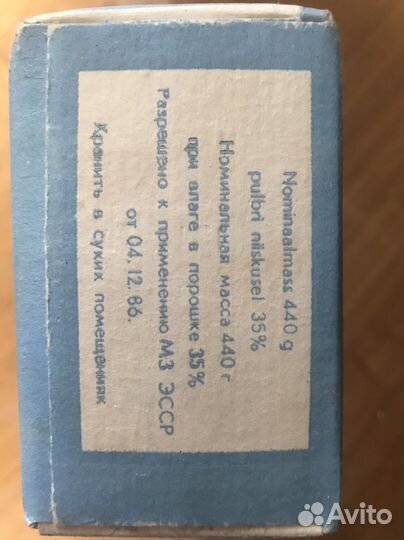 Nominaalmass 440 g
pulbri niiskusel 35%
Номинальная масса 440 г
при влаге в порошке 35%
Разрешено к применению МЗ ЭССР
от 04.12.86.
Хранить в сухих помещениях
Avito